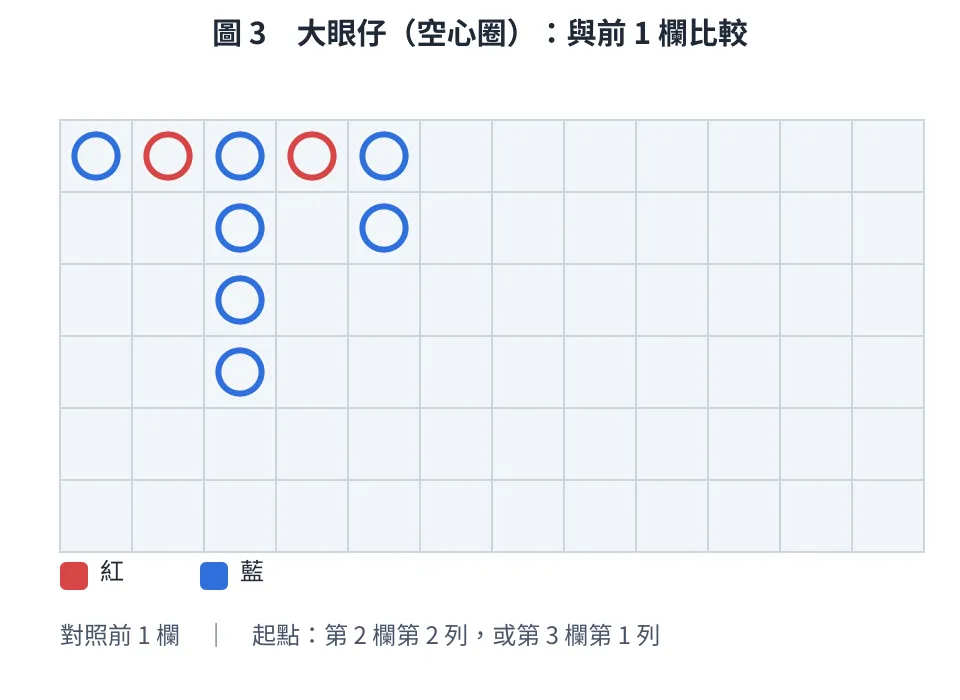 圖 3　大眼仔（空心圈）：與前 1 欄比較
紅　藍
對照前 1 欄　｜　起點：第 2 欄第 2 列，或第 3 欄第 1 列